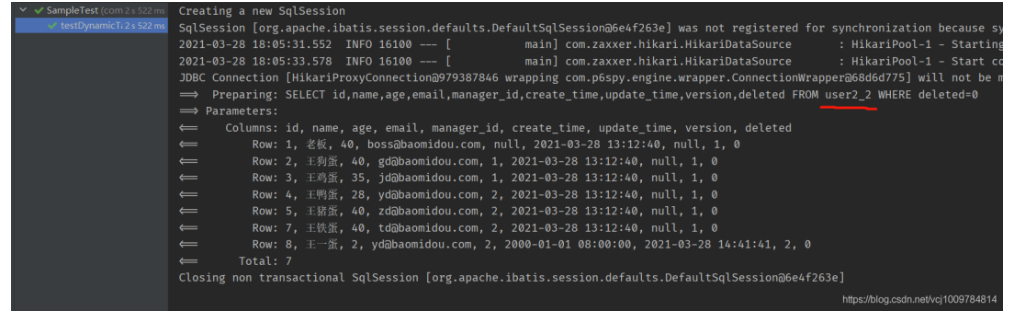 SampleTest (com 2 s 522 ms
testDynamicTa 2 s 522 ms
Creating a new SqlSession
SqlSession [org.apache.ibatis.session.defaults.DefaultSqlSession@6e4f263e] was not registered for synchronization because sy
2021-03-28 18:05:31.552 INFO 16100 --- [ main] com.zaxxer.hikari.HikariDataSource : HikariPool-1 - Starting
2021-03-28 18:05:33.578 INFO 16100 --- [ main] com.zaxxer.hikari.HikariDataSource : HikariPool-1 - Start co
JDBC Connection [HikariProxyConnection@979387846 wrapping com.p6spy.engine.wrapper.ConnectionWrapper@68d6d775] will not be m
==> Preparing: SELECT id,name,age,email,manager_id,create_time,update_time,version,deleted FROM user2_2 WHERE deleted=0
==> Parameters:
<== Columns: id, name, age, email, manager_id, create_time, update_time, version, deleted
<== Row: 1, 老板, 40, boss@baomidou.com, null, 2021-03-28 13:12:40, null, 1, 0
<== Row: 2, 王狗蛋, 40, gd@baomidou.com, 1, 2021-03-28 13:12:40, null, 1, 0
<== Row: 3, 王鸡蛋, 35, jd@baomidou.com, 1, 2021-03-28 13:12:40, null, 1, 0
<== Row: 4, 王鸭蛋, 28, yd@baomidou.com, 2, 2021-03-28 13:12:40, null, 1, 0
<== Row: 5, 王猪蛋, 40, zd@baomidou.com, 2, 2021-03-28 13:12:40, null, 1, 0
<== Row: 7, 王铁蛋, 40, td@baomidou.com, 2, 2021-03-28 13:12:40, null, 1, 0
<== Row: 8, 王一蛋, 2, yd@baomidou.com, 2, 2000-01-01 08:00:00, 2021-03-28 14:41:41, 2, 0
<== Total: 7
Closing non transactional SqlSession [org.apache.ibatis.session.defaults.DefaultSqlSession@6e4f263e]
https://blog.csdn.net/vcj1009784814